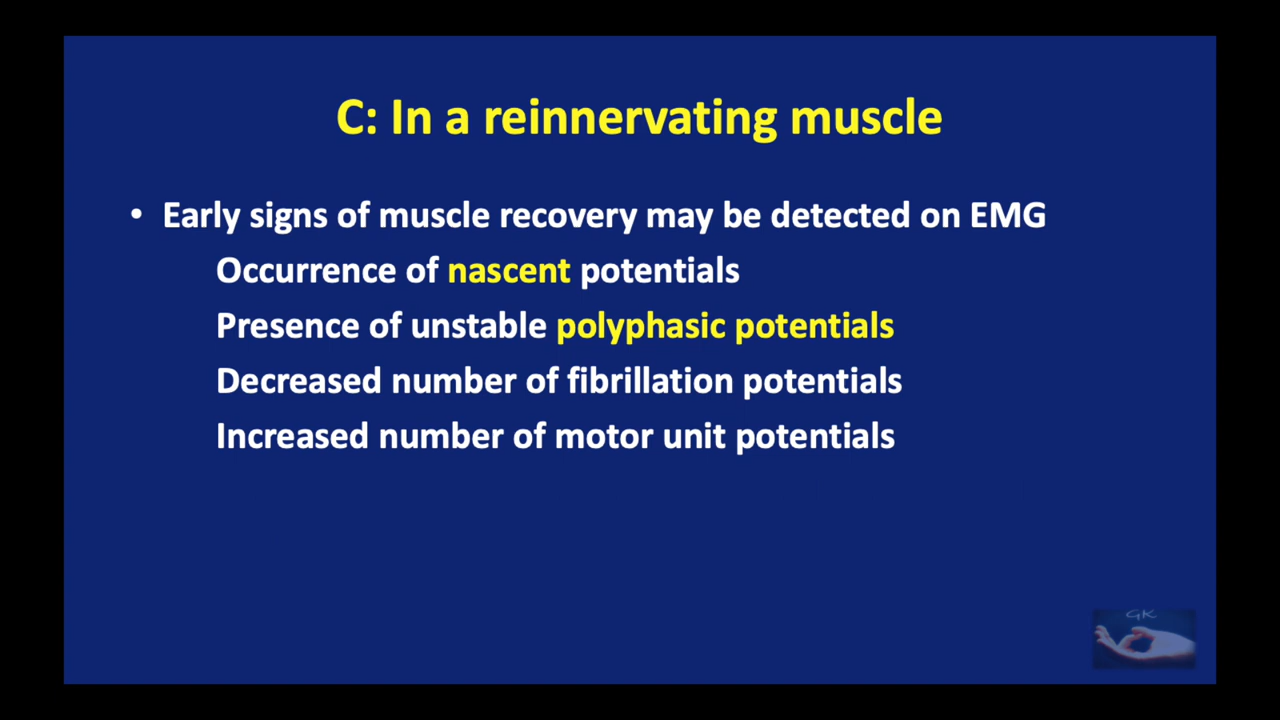 C: In a reinnervating muscle
• Early signs of muscle recovery may be detected on EMG
Occurrence of nascent potentials
Presence of unstable polyphasic potentials
Decreased number of fibrillation potentials
Increased number of motor unit potentials
GK